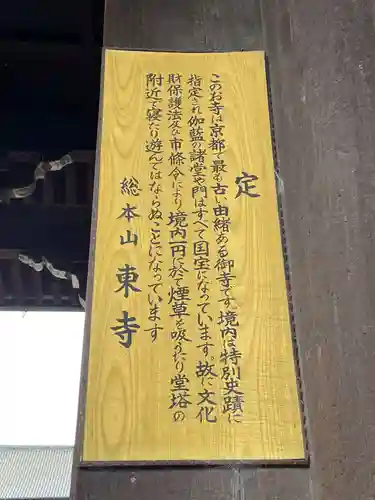 定
このお寺は京都で最も古い由緒ある御寺です。境内は特別史蹟に
指定され伽藍の諸堂や門はすべて国宝になっています。故に文化
財保護法及び市條令により境内一円に於て煙草を吸うたり堂塔の
附近で寝たり遊んではならぬことになっています
総本山 東寺